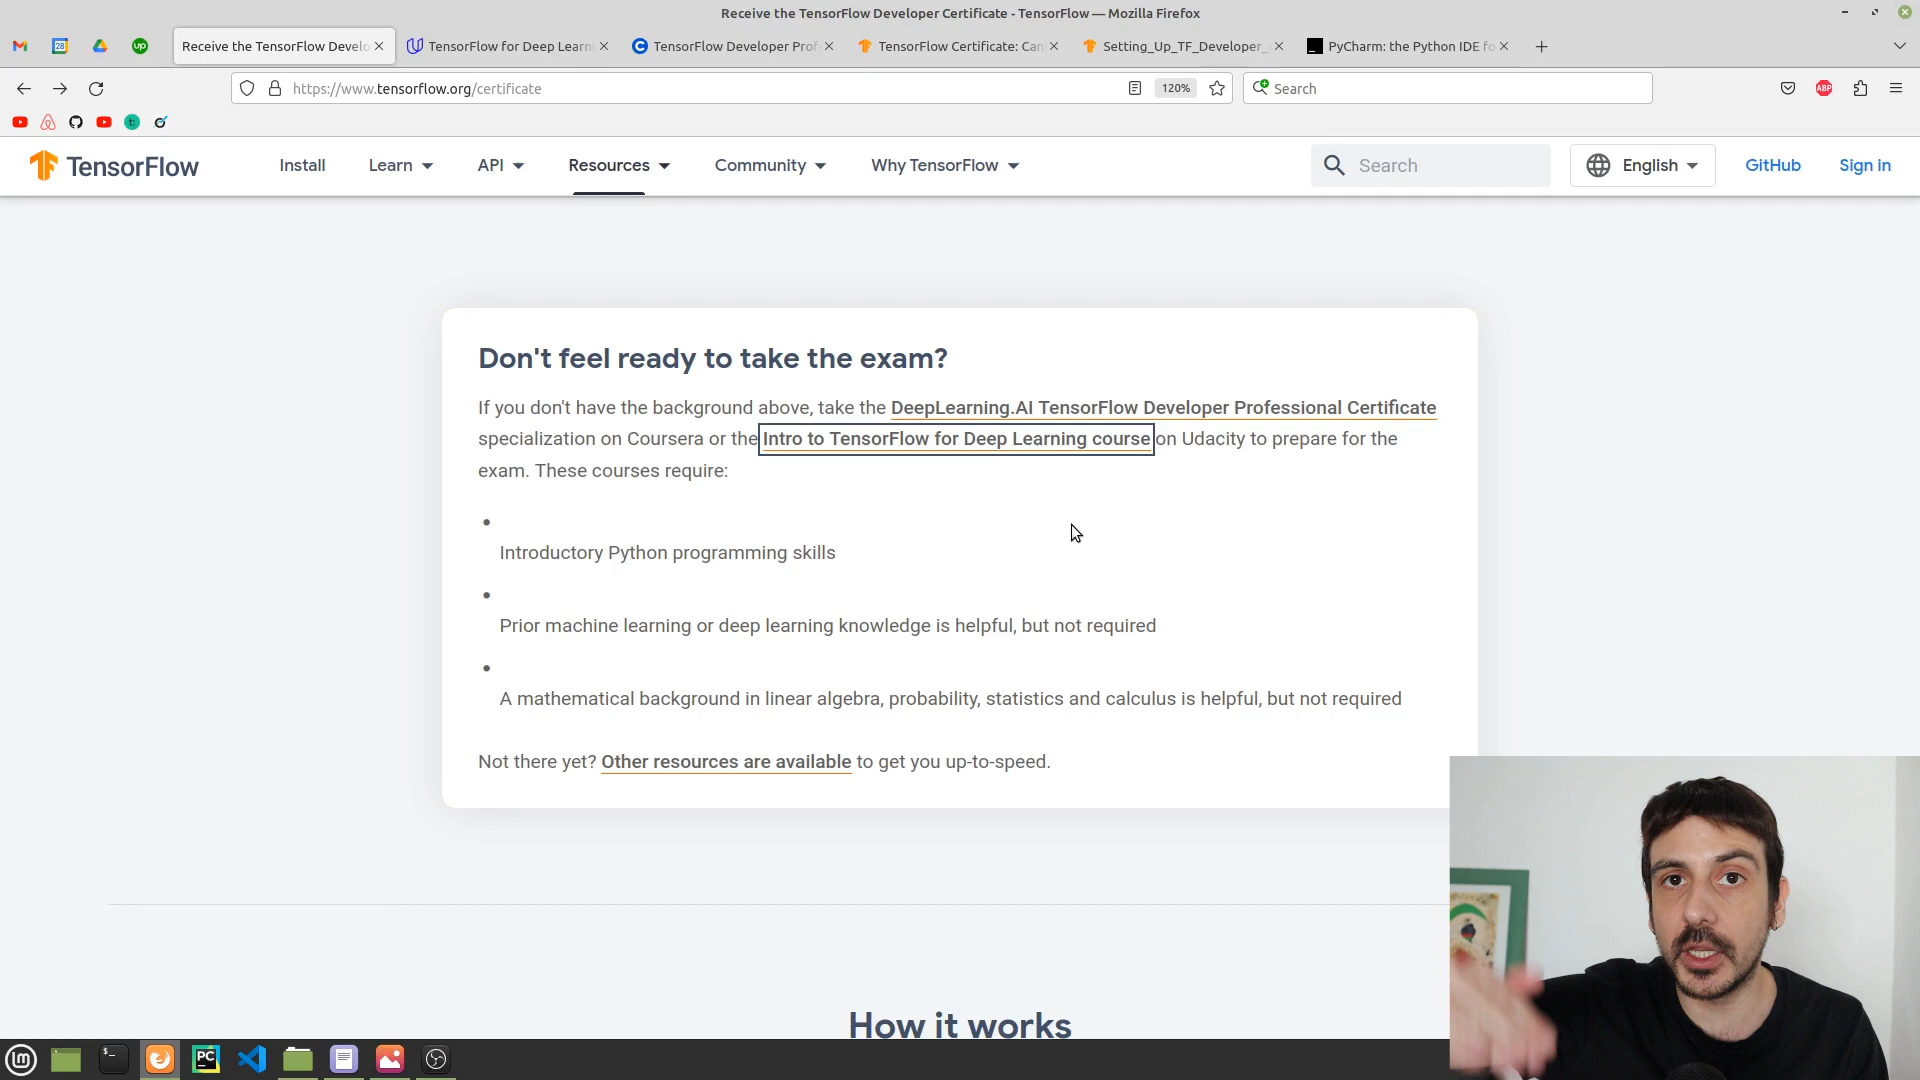 Receive the TensorFlow Developer Certificate - TensorFlow — Mozilla Firefox
28
up
Receive the TensorFlow Develo
TensorFlow for Deep Learni
TensorFlow Developer Prof
TensorFlow Certificate: Can
Setting_Up_TF_Developer_
PyCharm: the Python IDE fo
https://www.tensorflow.org/certificate
120%
Search
ABP
TensorFlow
Install
Learn
API
Resources
Community
Why TensorFlow
Search
English
GitHub
Sign in
Don't feel ready to take the exam?
If you don't have the background above, take the DeepLearning.AI TensorFlow Developer Professional Certificate
specialization on Coursera or the Intro to TensorFlow for Deep Learning course on Udacity to prepare for the
exam. These courses require:
Introductory Python programming skills
Prior machine learning or deep learning knowledge is helpful, but not required
A mathematical background in linear algebra, probability, statistics and calculus is helpful, but not required
Not there yet? Other resources are available to get you up-to-speed.
How it works
PC